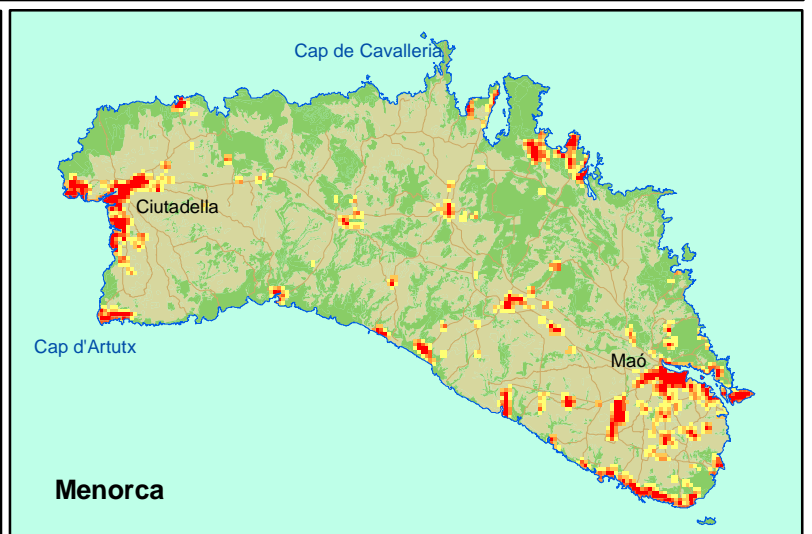 Cap de Cavalleria
Ciutadella
Cap d'Artutx
Maó
Menorca